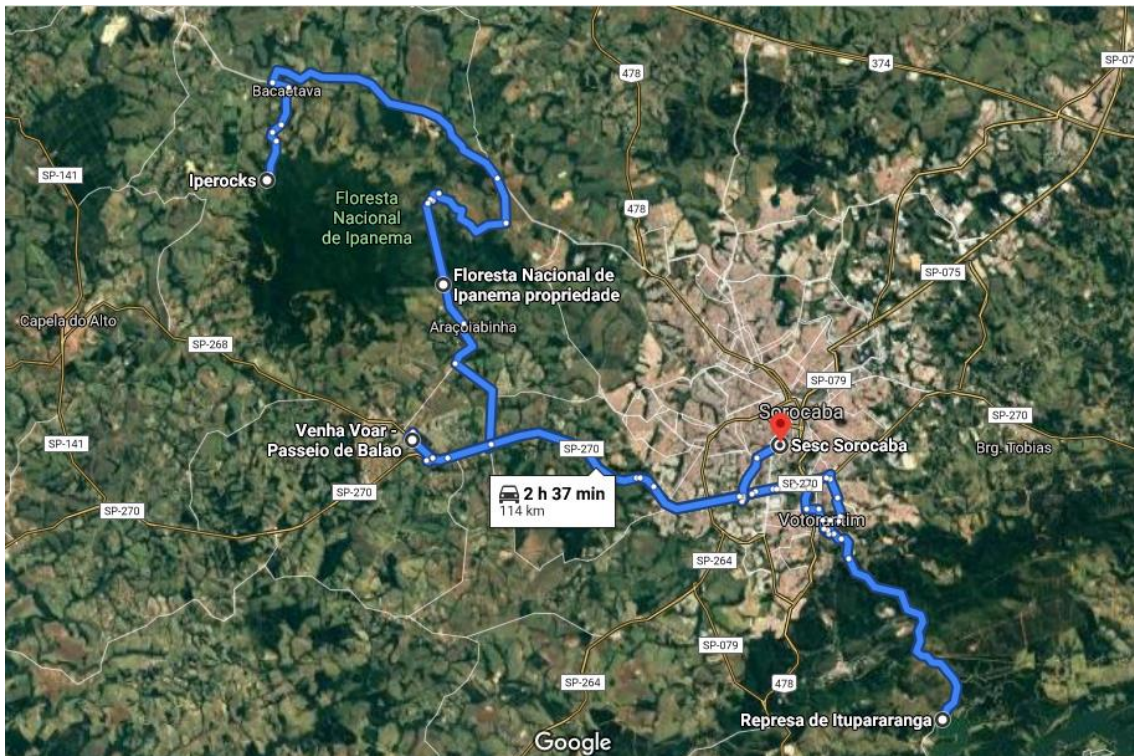 478
374
SP-07
Bacaetava
SP-141
Iperocks
Floresta
Nacional
de Ipanema
478
SP-075
Floresta Nacional de
Ipanema propriedade
Capela do Alto
Araçoiabinha
SP-268
SP-079
Sorocaba
SP-270
SP-141
Venha Voar -
Passeio de Balao
Sesc Sorocaba
SP-270
Brg. Tobias
SP-270
SP-270
2 h 37 min
114 km
SP-270
Votorantim
SP-264
SP-079
SP-264
478
Represa de Itupararanga
Google